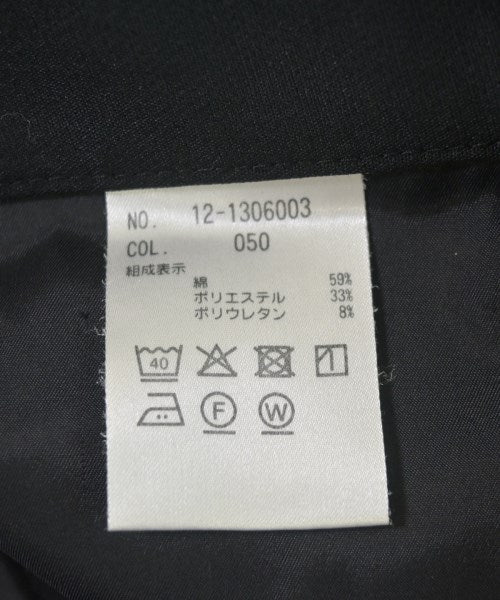 NO. 12-1306003
COL. 050
組成表示
綿 59%
ポリエステル 33%
ポリウレタン 8%
40
F W